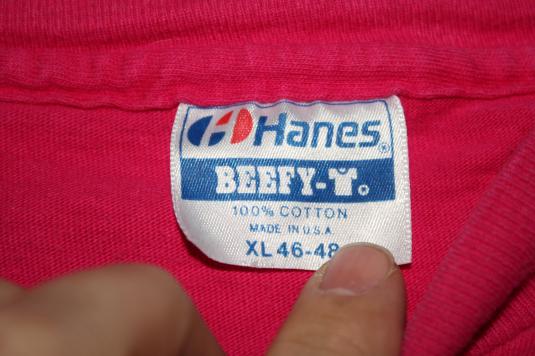 Hanes®
BEEFY-T®
100% COTTON
MADE IN U.S.A.
XL 46-48